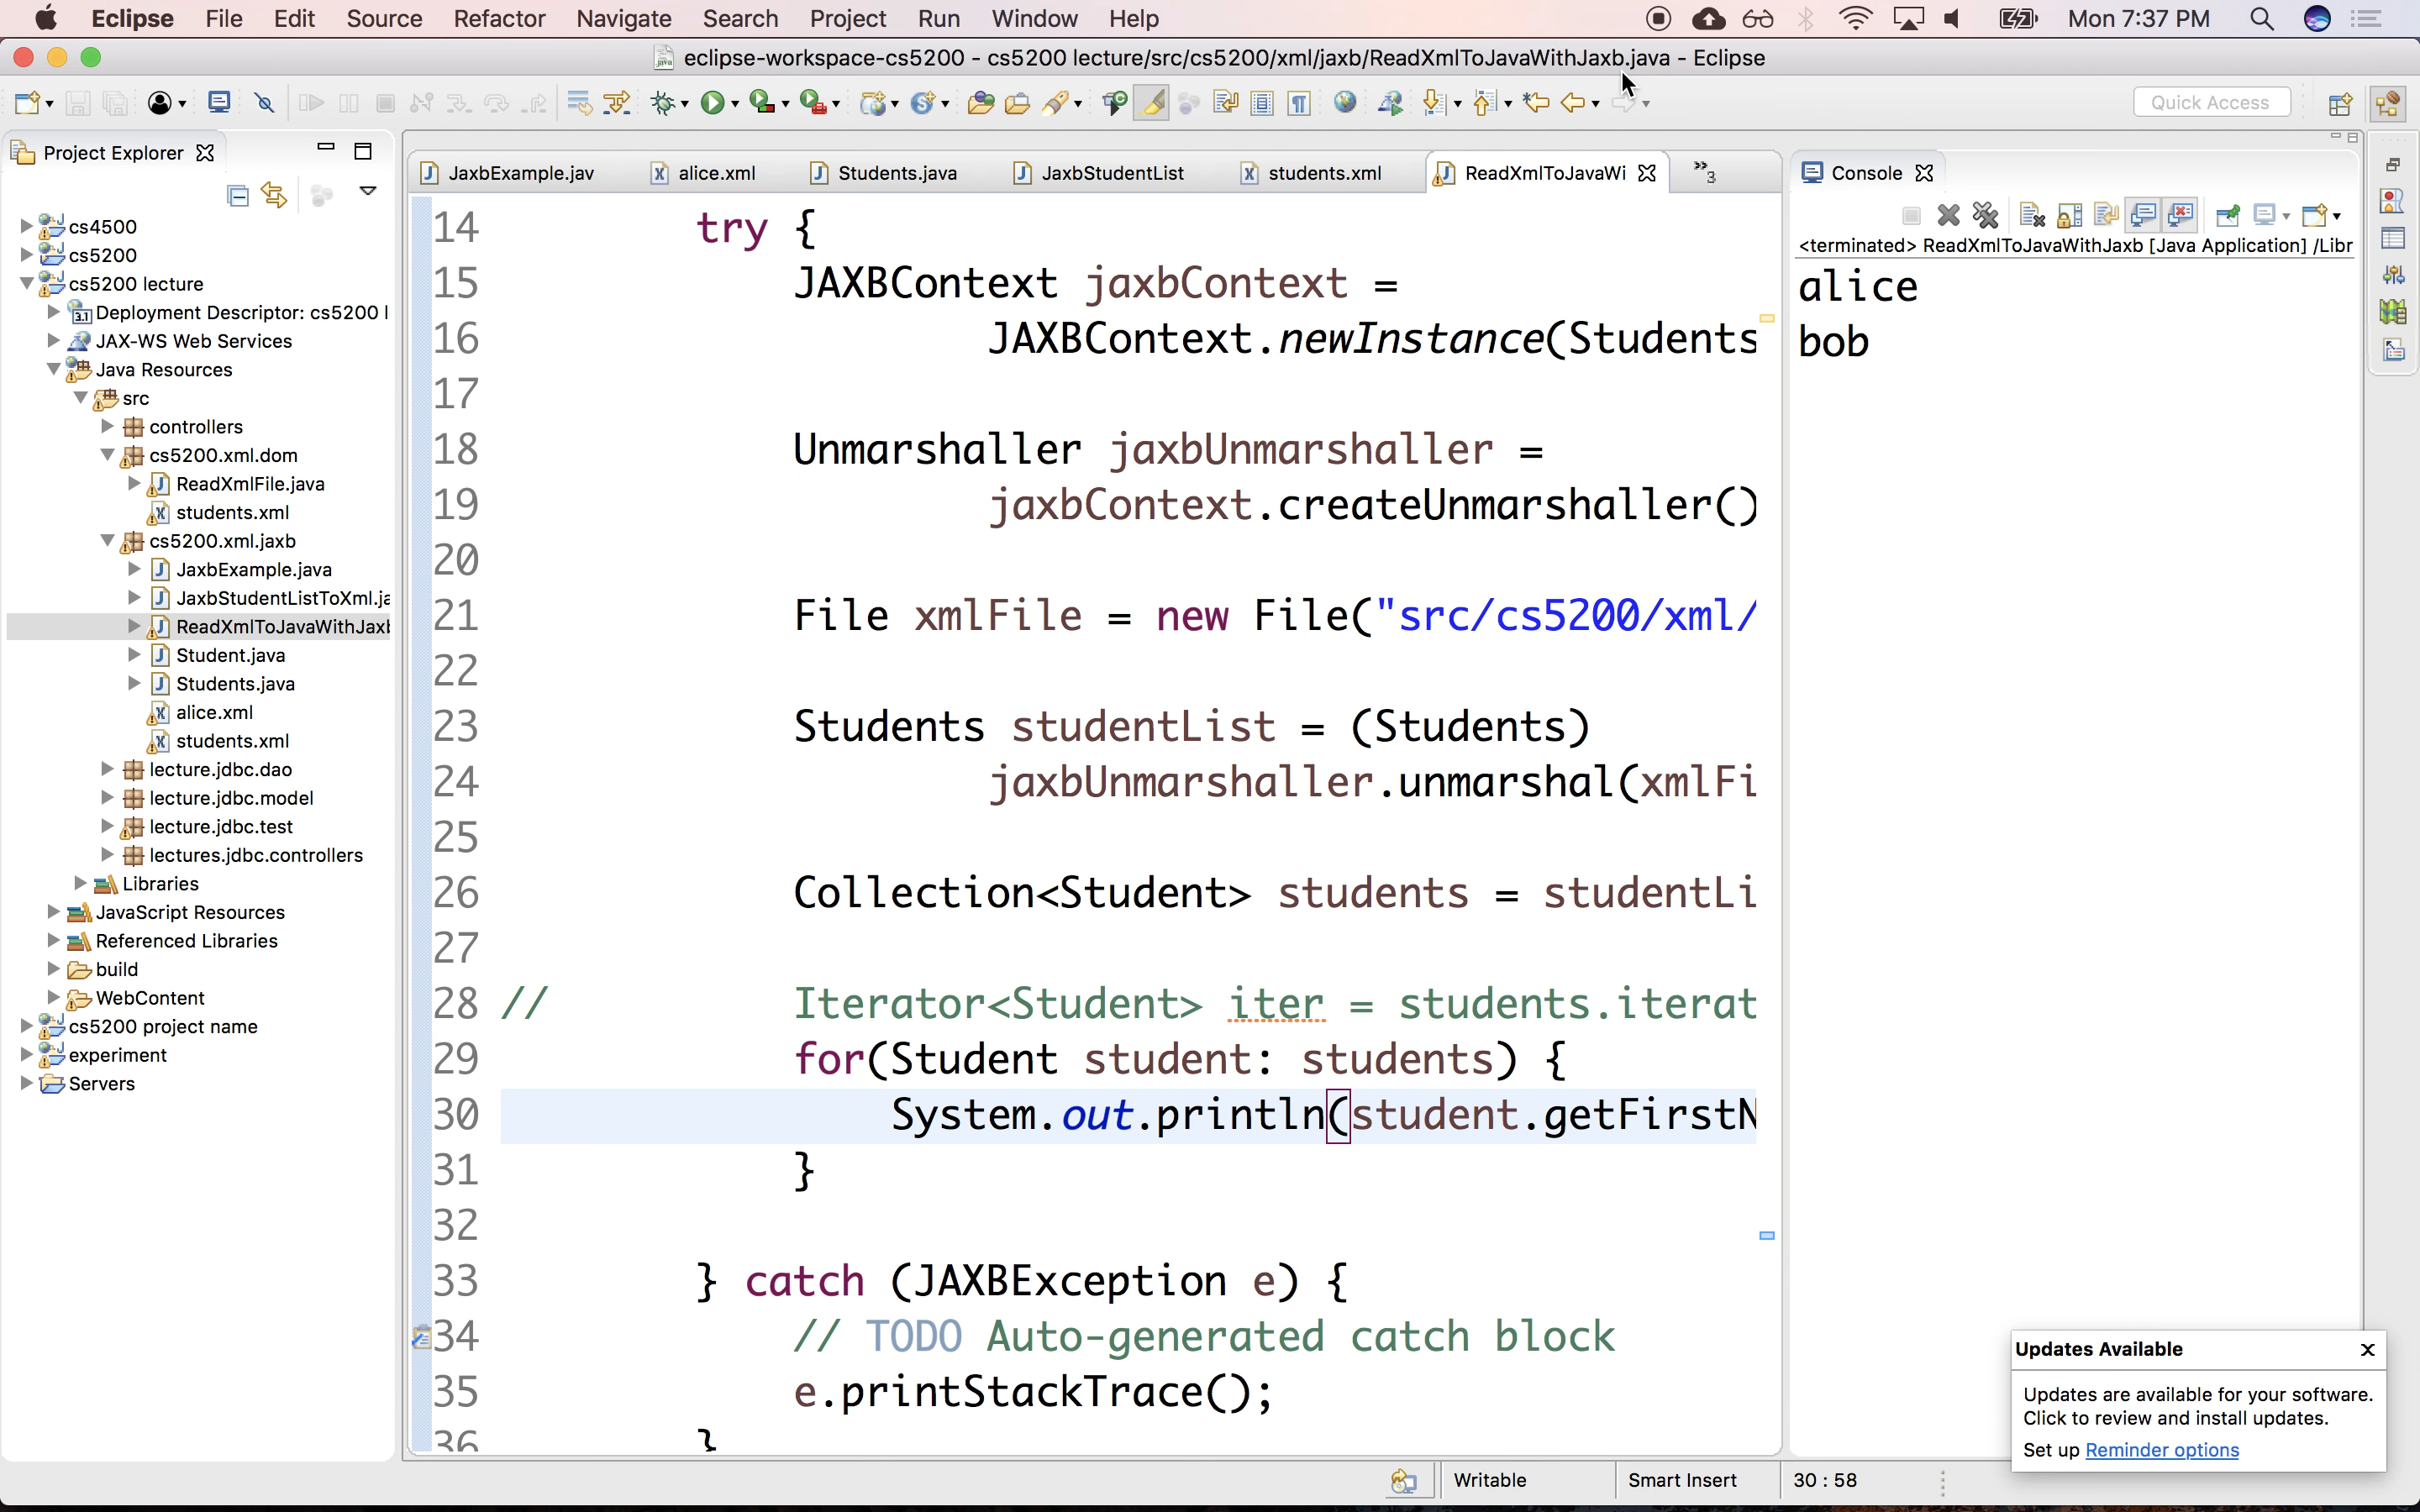 Eclipse File Edit Source Refactor Navigate Search Project Run Window Help Mon 7:37 PM
eclipse-workspace-cs5200 - cs5200 lecture/src/cs5200/xml/jaxb/ReadXmlToJavaWithJaxb.java - Eclipse
Quick Access
Project Explorer
cs4500
cs5200
cs5200 lecture
Deployment Descriptor: cs5200 l
JAX-WS Web Services
Java Resources
src
controllers
cs5200.xml.dom
ReadXmlFile.java
students.xml
cs5200.xml.jaxb
JaxbExample.java
JaxbStudentListToXml.ja
ReadXmlToJavaWithJaxb
Student.java
Students.java
alice.xml
students.xml
lecture.jdbc.dao
lecture.jdbc.model
lecture.jdbc.test
lectures.jdbc.controllers
Libraries
JavaScript Resources
Referenced Libraries
build
WebContent
cs5200 project name
experiment
Servers
JaxbExample.jav alice.xml Students.java JaxbStudentList students.xml ReadXmlToJavaWi »3
14 try {
15 JAXBContext jaxbContext =
16 JAXBContext.newInstance(Students
17
18 Unmarshaller jaxbUnmarshaller =
19 jaxbContext.createUnmarshaller()
20
21 File xmlFile = new File("src/cs5200/xml/
22
23 Students studentList = (Students)
24 jaxbUnmarshaller.unmarshal(xmlFi
25
26 Collection<Student> students = studentLi
27
28 // Iterator<Student> iter = students.iterat
29 for(Student student: students) {
30 System.out.println(student.getFirstN
31 }
32
33 } catch (JAXBException e) {
34 // TODO Auto-generated catch block
35 e.printStackTrace();
36 }
Console
<terminated> ReadXmlToJavaWithJaxb [Java Application] /Libr
alice
bob
Updates Available
Updates are available for your software.
Click to review and install updates.
Set up Reminder options
Writable Smart Insert 30 : 58